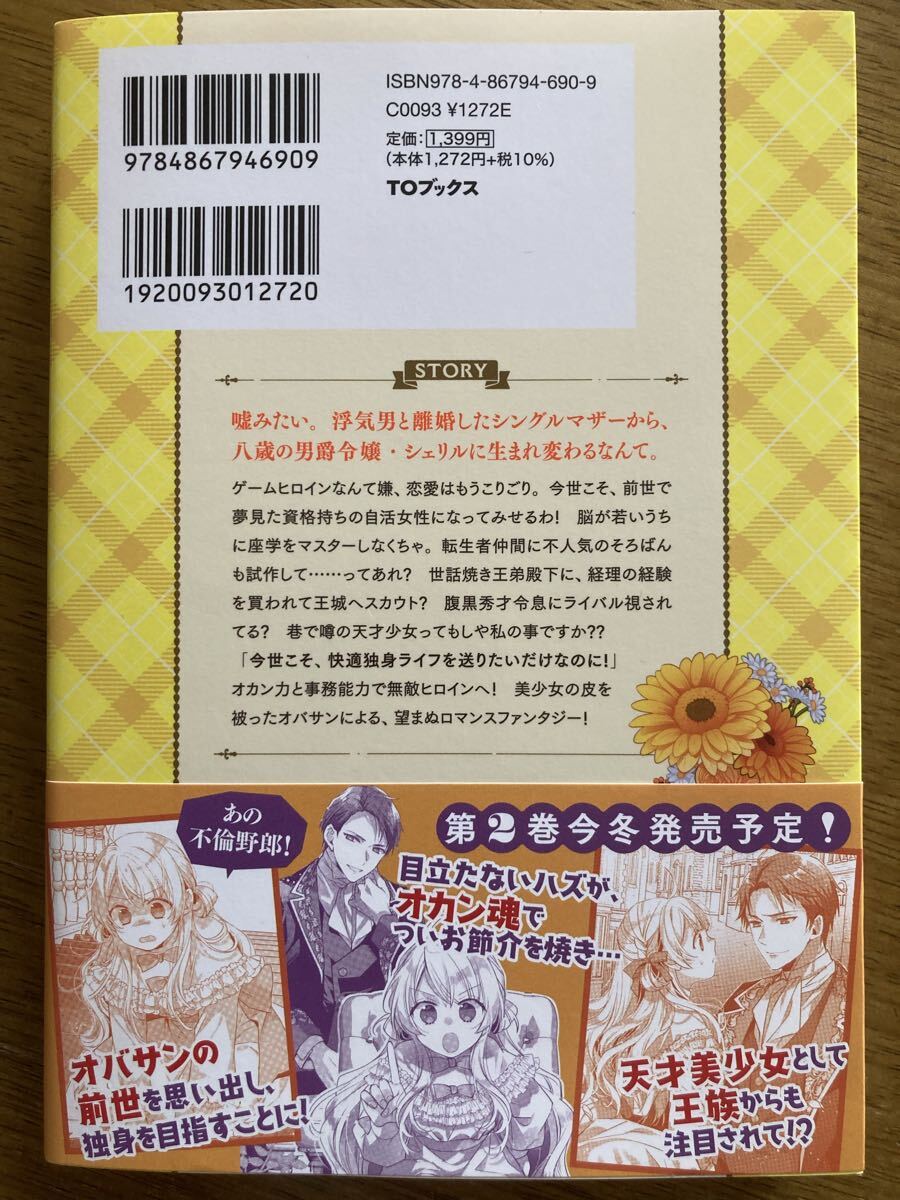 ISBN978-4-86794-690-9
C0093 ¥1272E
定価：1,399円
（本体1,272円+税10%）
TOブックス
9784867946909
1920093012720
STORY
嘘みたい。浮気男と離婚したシングルマザーから、
八歳の男爵令嬢・シェリルに生まれ変わるなんて。
ゲームヒロインなんて嫌、恋愛はもうこりごり。今世こそ、前世で
夢見た資格持ちの自活女性になってみせるわ！　脳が若いうち
に座学をマスターしなくちゃ。転生者仲間に不人気のそろばん
も試作して……ってあれ？　世話焼き王弟殿下に、経理の経験
を買われて王城へスカウト？　腹黒秀才令息にライバル視され
てる？　巷で噂の天才少女ってもしや私の事ですか??
「今世こそ、快適独身ライフを送りたいだけなのに！」
オカン力と事務能力で無敵ヒロインへ！　美少女の皮を
被ったオバサンによる、望まぬロマンスファンタジー！
第2巻今冬発売予定！
あの
不倫野郎！
オバサンの
前世を思い出し、
独身を目指すことに！
目立たないハズが、
オカン魂で
ついお節介を焼き…
天才美少女として
王族からも
注目されて!?